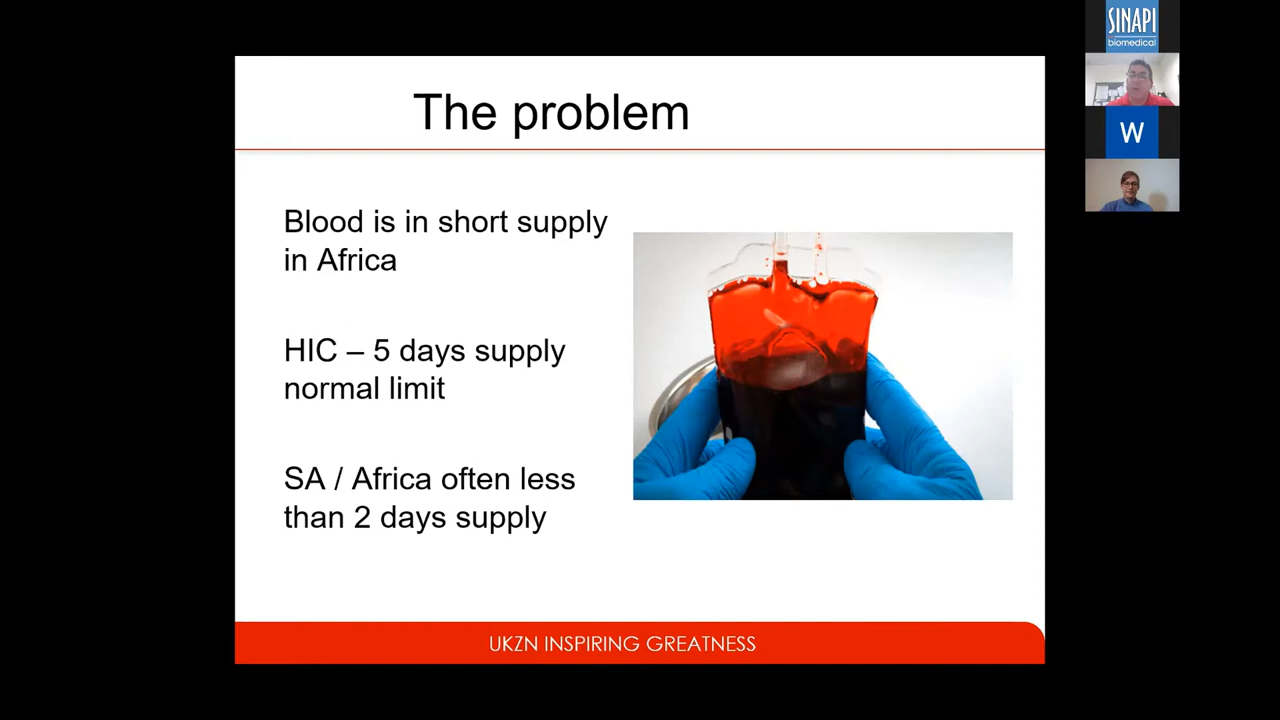 The problem
Blood is in short supply
in Africa
HIC – 5 days supply
normal limit
SA / Africa often less
than 2 days supply
UKZN INSPIRING GREATNESS
SINAPI
biomedical
W